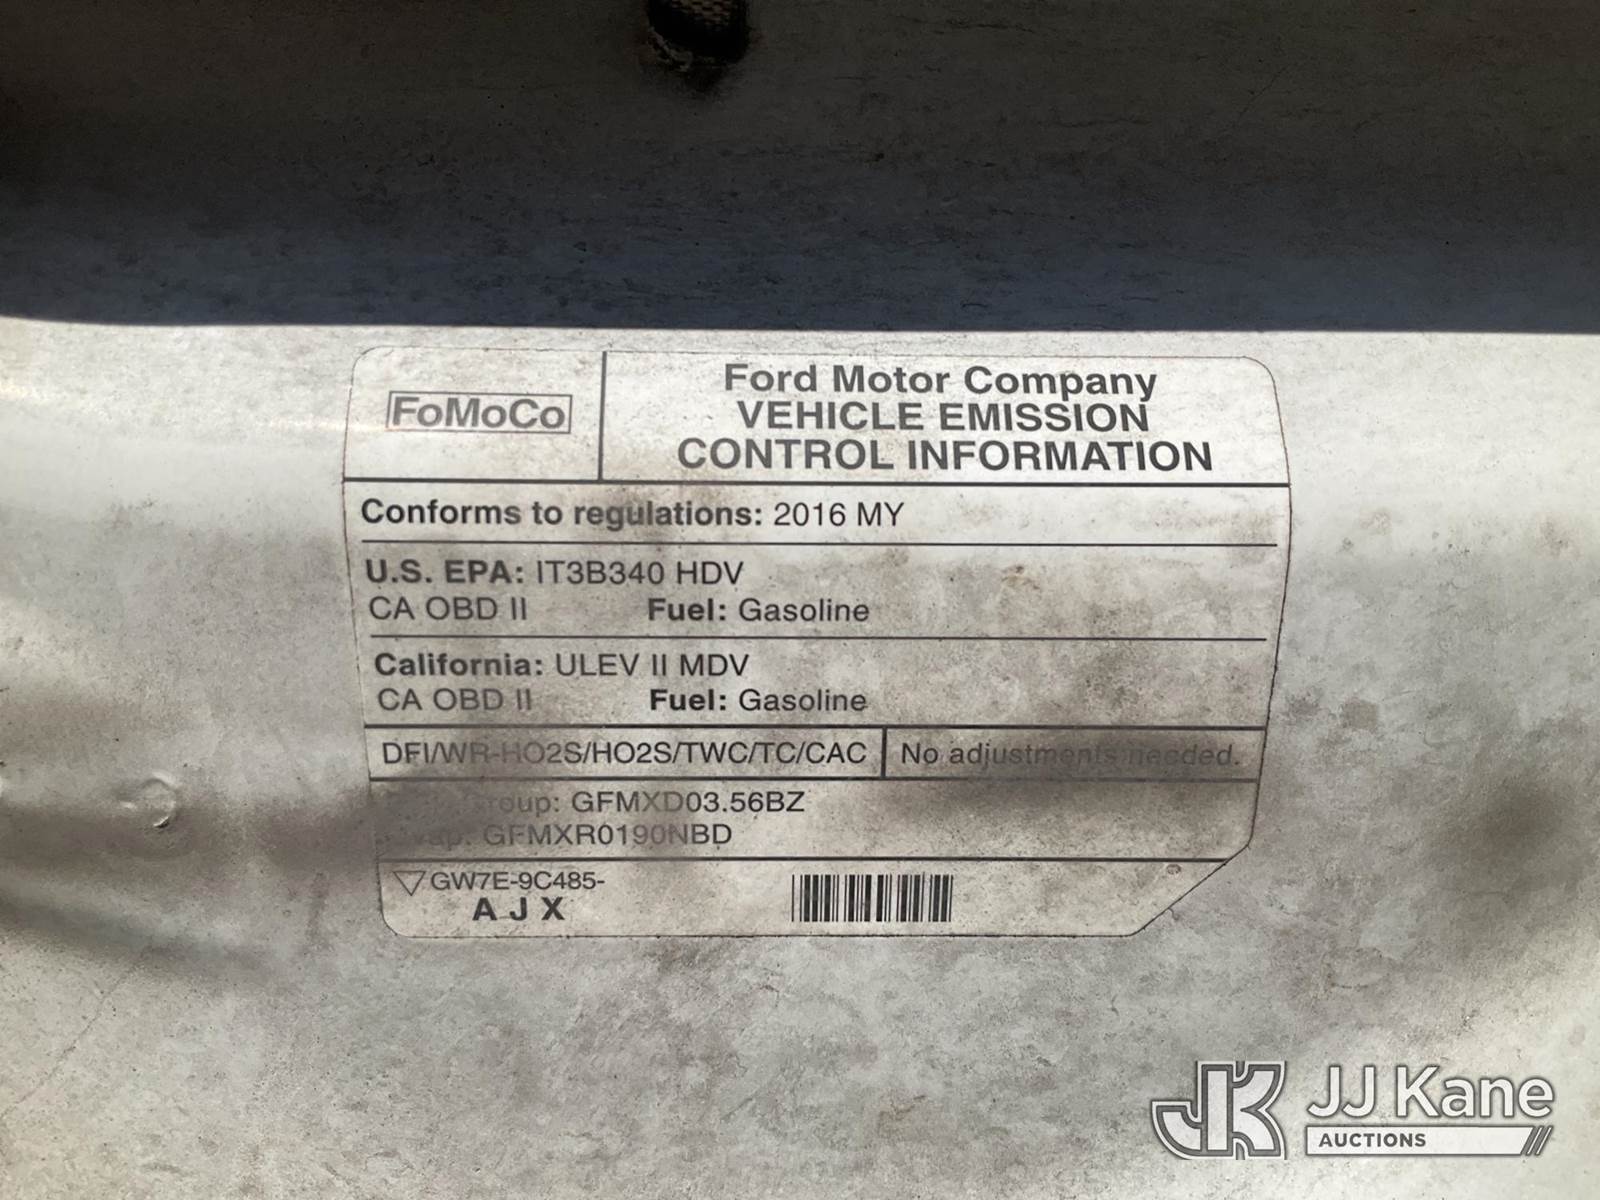 FoMoCo
Ford Motor Company
VEHICLE EMISSION
CONTROL INFORMATION
Conforms to regulations: 2016 MY
U.S. EPA: IT3B340 HDV
CA OBD II Fuel: Gasoline
California: ULEV II MDV
CA OBD II Fuel: Gasoline
DFI/WR-HO2S/HO2S/TWC/TC/CAC No adjustments needed.
GFMXD03.56BZ
GFMXR0190NBD
GW7E-9C485-
A J X
JK JJ Kane
AUCTIONS